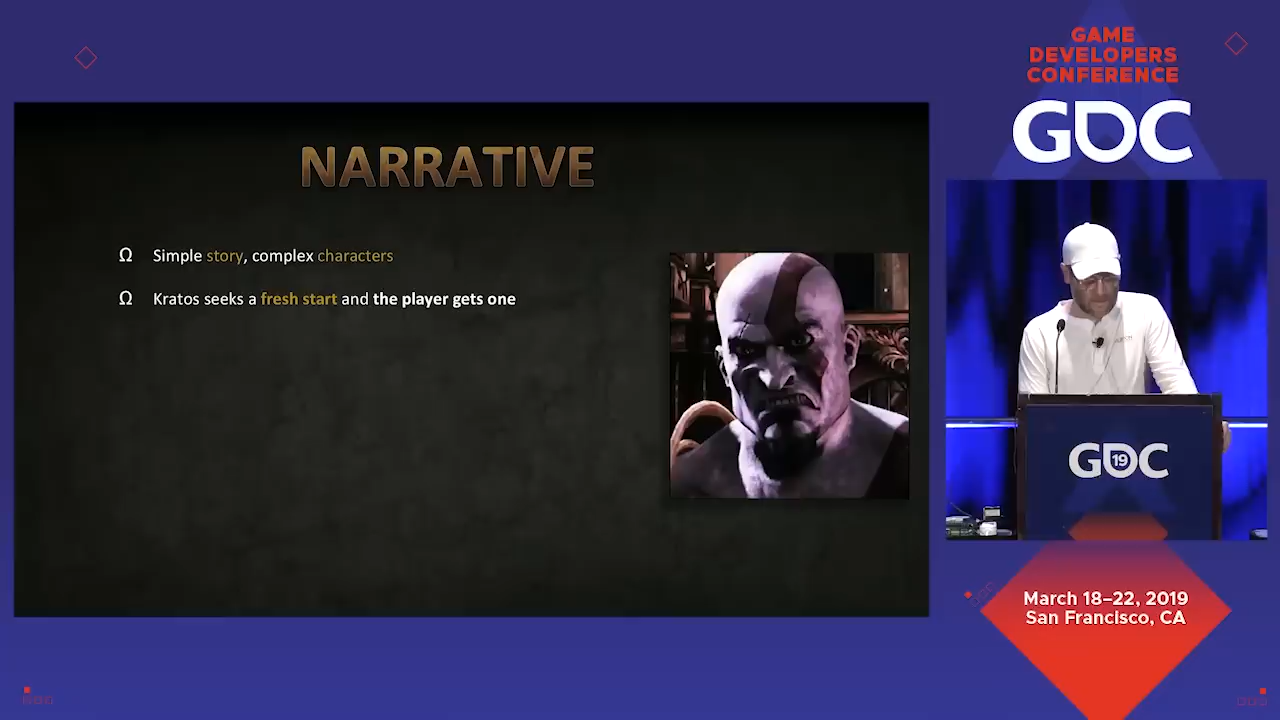 GAME
DEVELOPERS
CONFERENCE
GDC
NARRATIVE
Ω Simple story, complex characters
Ω Kratos seeks a fresh start and the player gets one
GDC 19
March 18–22, 2019
San Francisco, CA